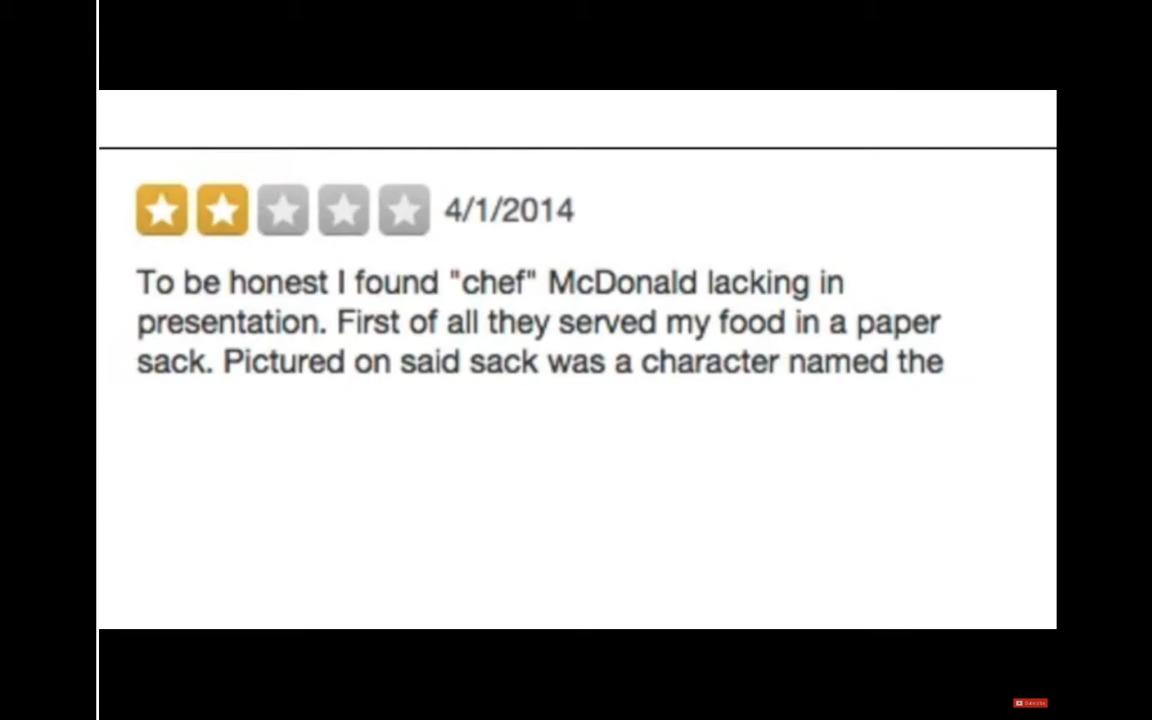 4/1/2014
To be honest I found "chef" McDonald lacking in
presentation. First of all they served my food in a paper
sack. Pictured on said sack was a character named the
Subscribe